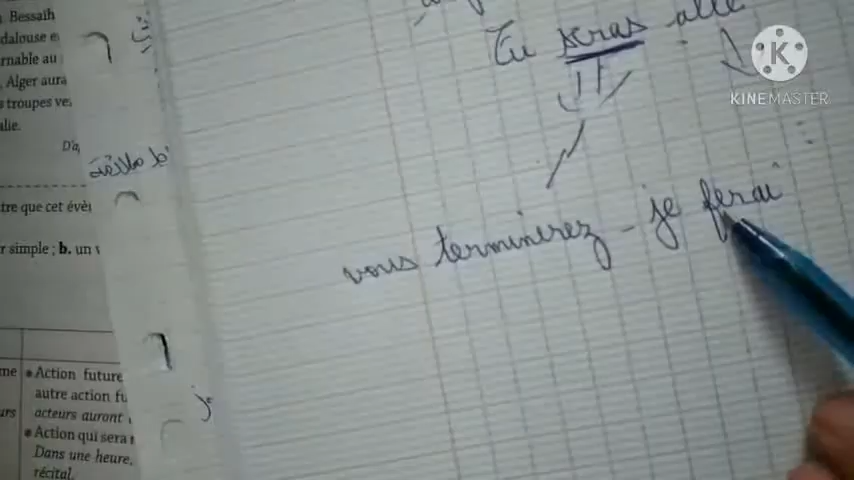 Bessaih
dalouse e
rnable au
Alger aura
s troupes ve
alie.
D'a
tre que cet évè
r simple ; b. un
me
Action future
autre action fu
urs
acteurs auront
Action qui sera
Dans une heure,
récital.
Tu seras allé
KINEMASTER
vous terminerez - je ferai